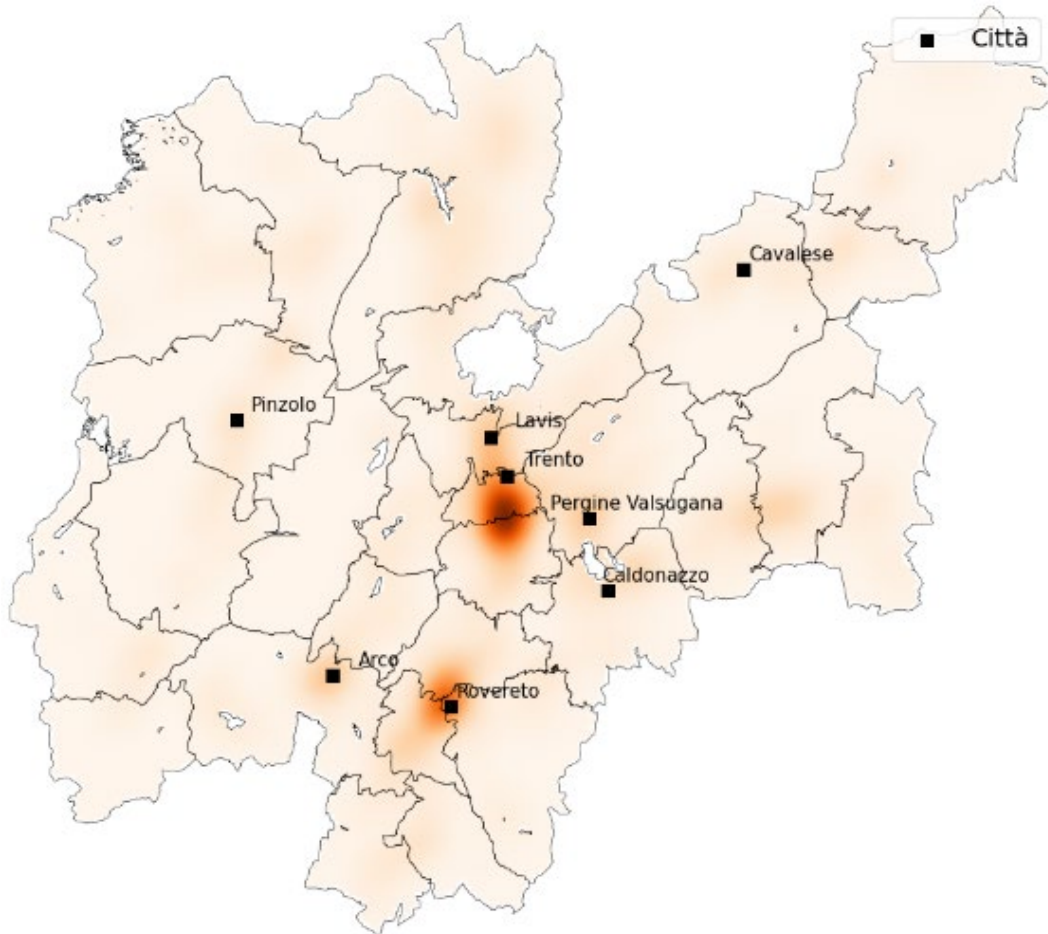 Città
Cavalese
Pinzolo
Lavis
Trento
Pergine Valsugana
Caldonazzo
Arco
Rovereto